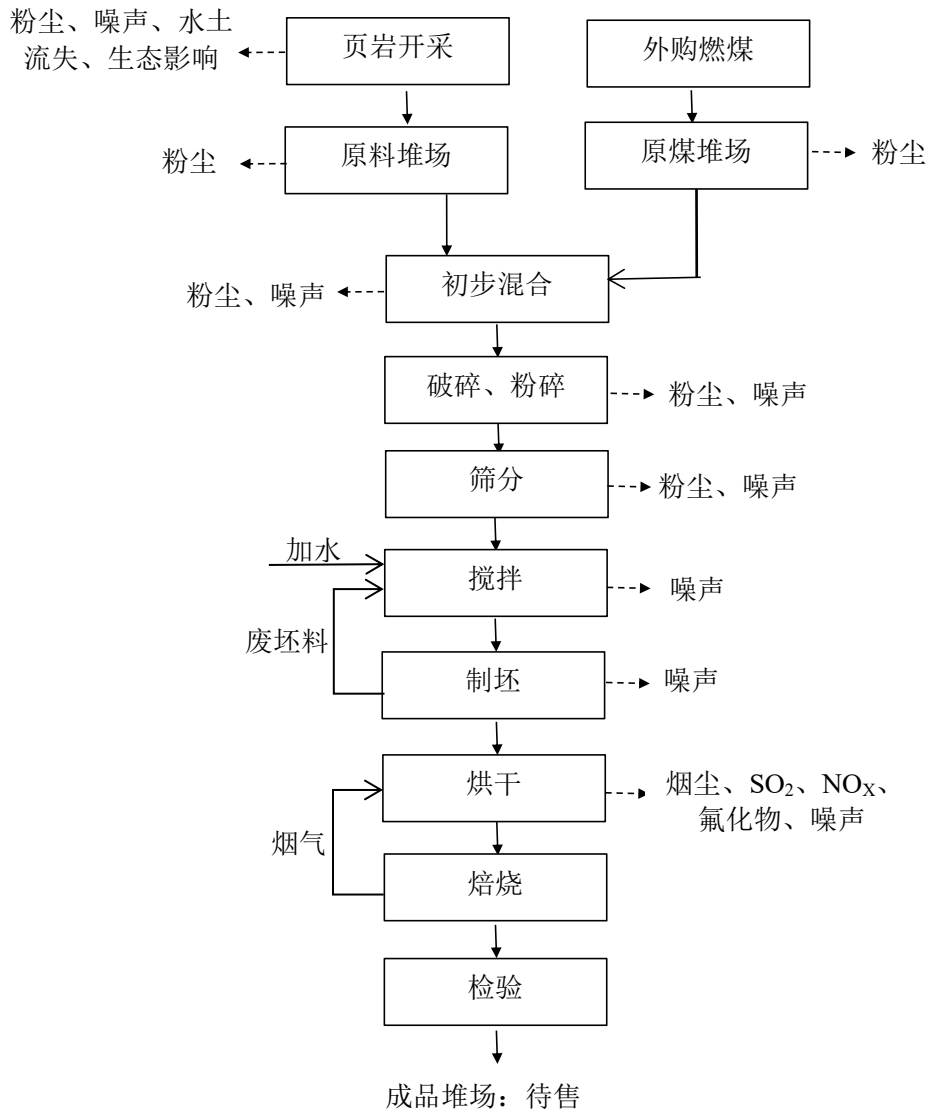 粉尘、噪声、水土
流失、生态影响
页岩开采
外购燃煤
粉尘
原料堆场
原煤堆场
粉尘
粉尘、噪声
初步混合
破碎、粉碎
粉尘、噪声
筛分
粉尘、噪声
加水
搅拌
噪声
废坯料
制坯
噪声
烘干
烟尘、SO₂、NOX、
氟化物、噪声
烟气
焙烧
检验
成品堆场：待售